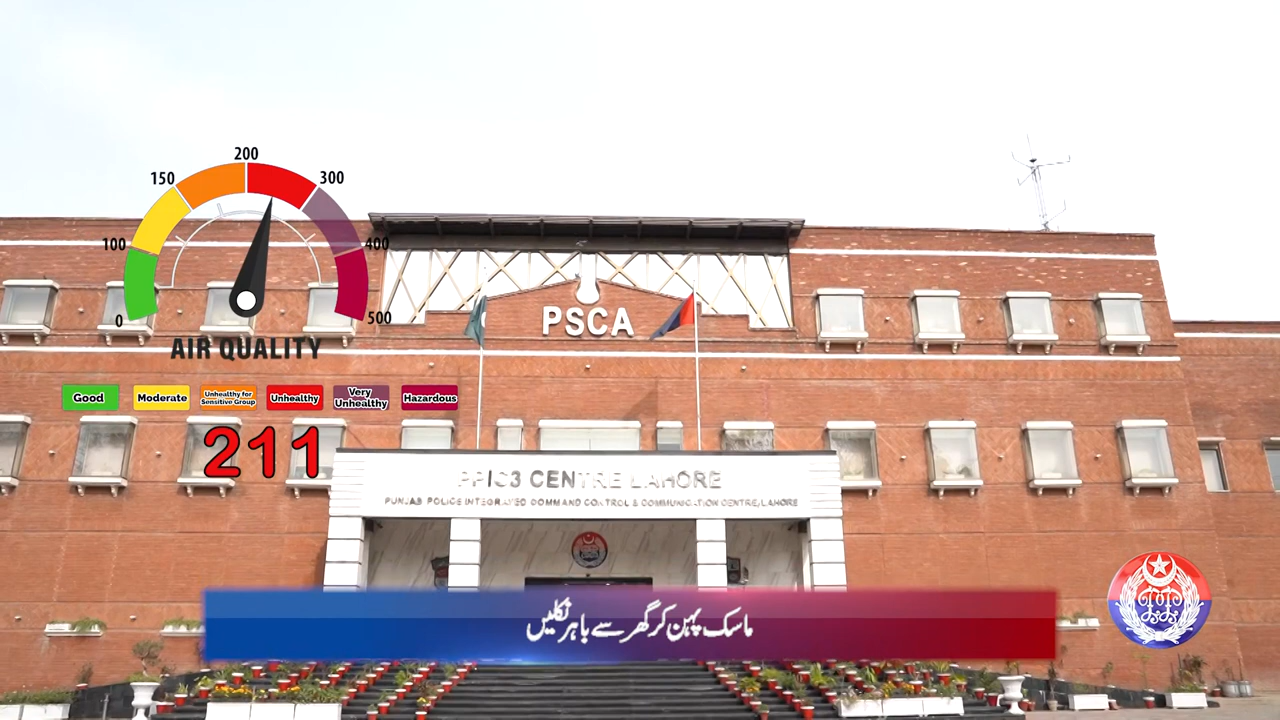 200
150
300
100
400
0
500
AIR QUALITY
Good
Moderate
Unhealthy for
Sensitive Group
Unhealthy
Very
Unhealthy
Hazardous
211
PSCA
PPIC3 CENTRE LAHORE
PUNJAB POLICE INTEGRATED COMMAND CONTROL & COMMUNICATION CENTRE, LAHORE
ماسک پہن کر گھر سے باہر نکلیں